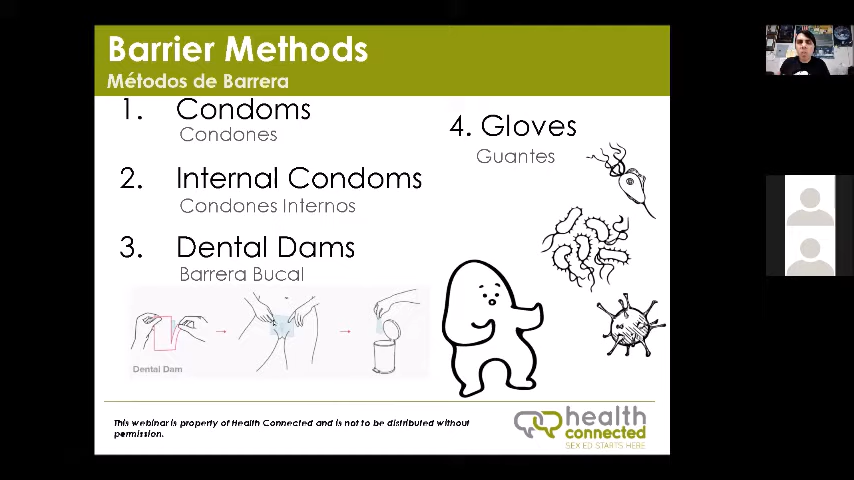 Barrier Methods
Métodos de Barrera
1. Condoms
Condones
2. Internal Condoms
Condones Internos
3. Dental Dams
Barrera Bucal
4. Gloves
Guantes
Dental Dam
This webinar is property of Health Connected and is not to be distributed without
permission.
health
connected
SEX ED STARTS HERE